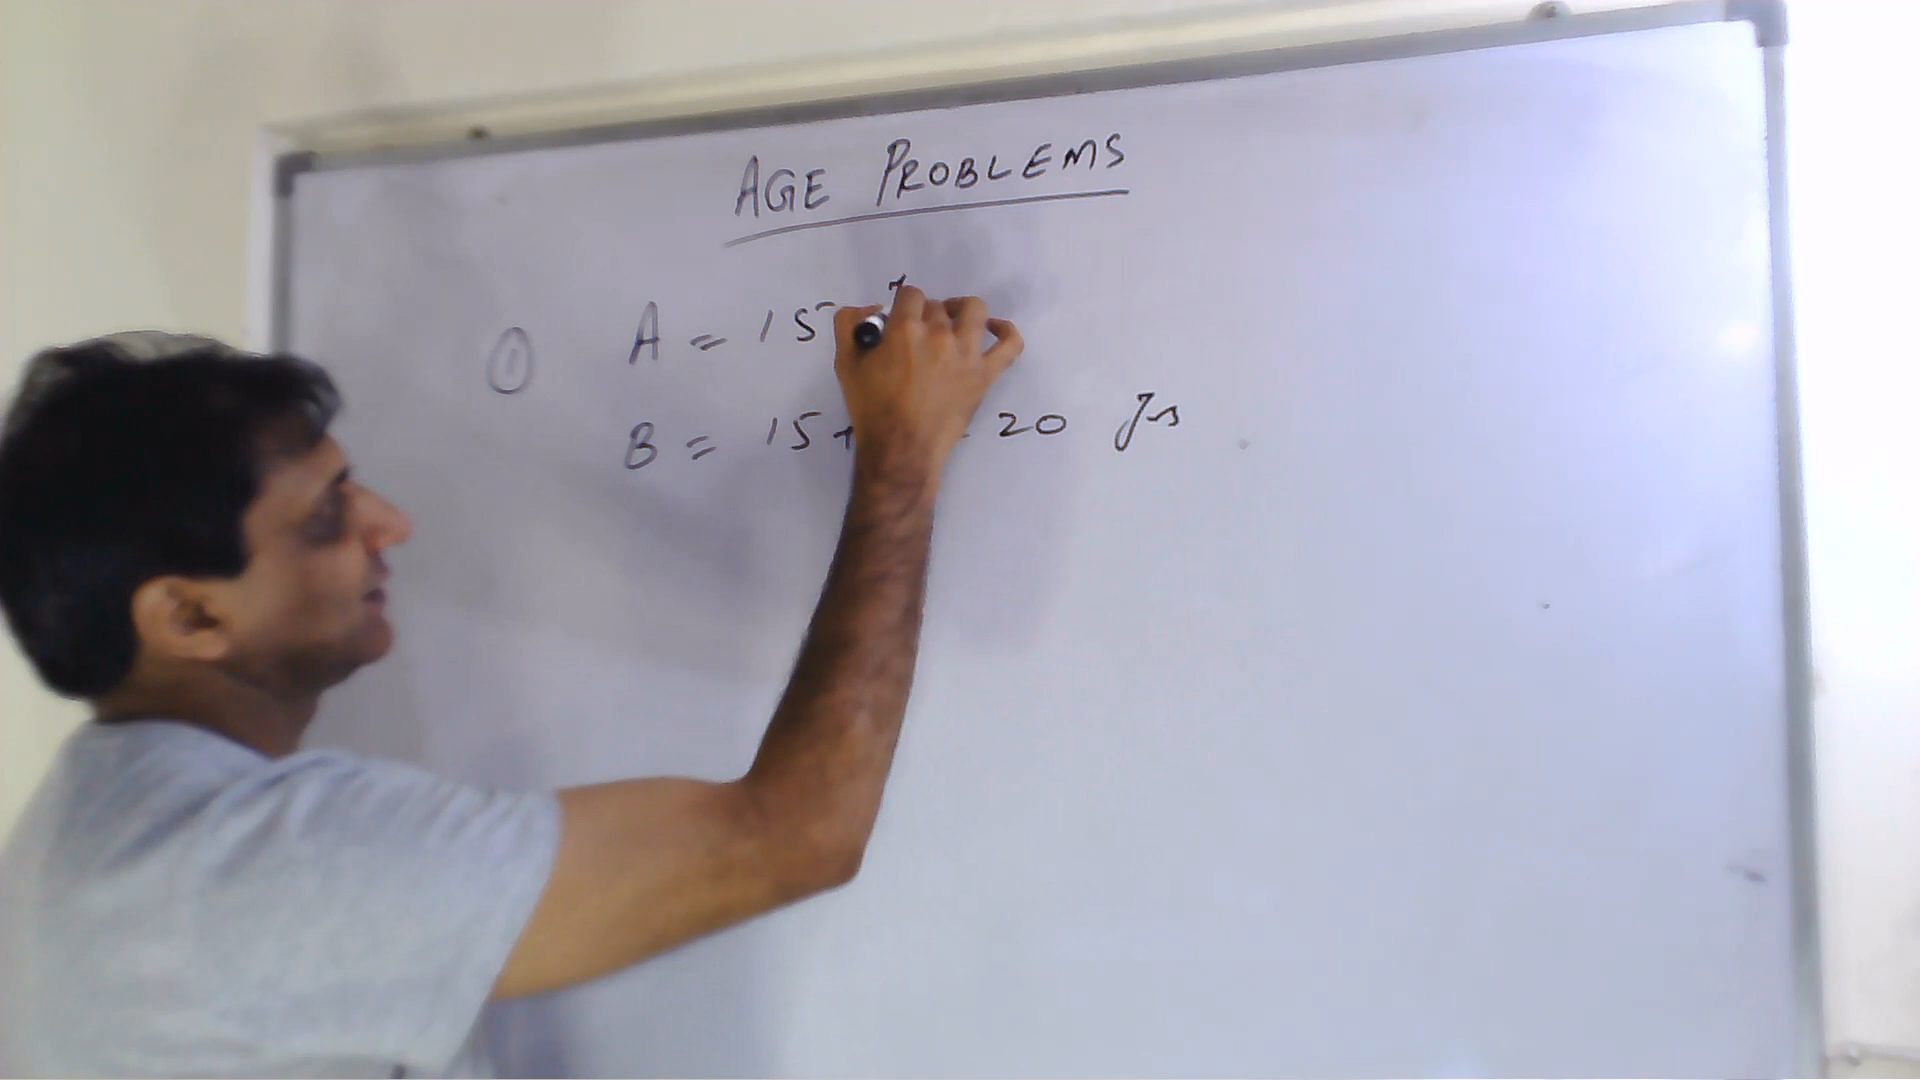 AGE PROBLEMS
① A = 15
B = 15 + 20 yrs